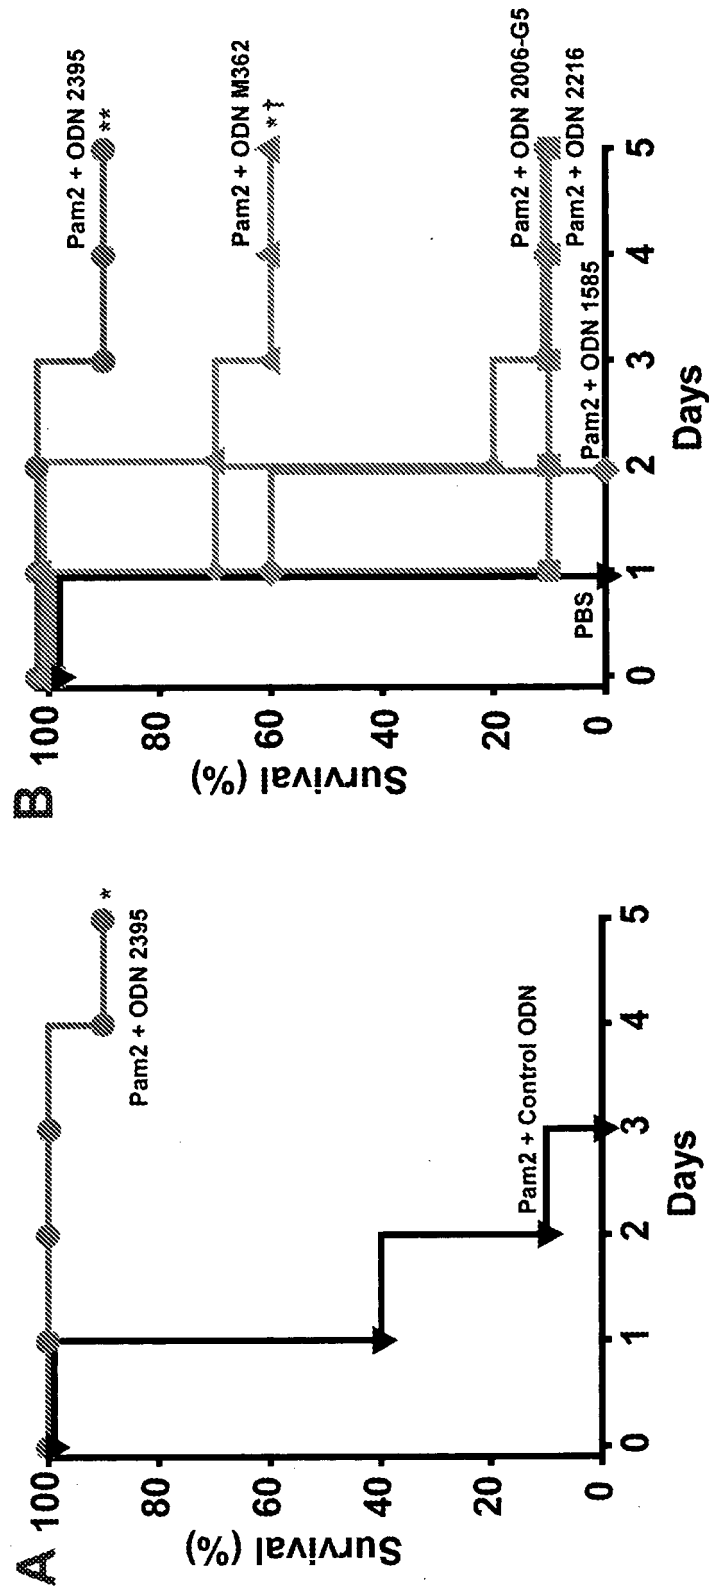 A
100
80
60
40
20
0
Survival (%)
0 1 2 3 4 5
Days
Pam2 + ODN 2395
*
Pam2 + Control ODN
B
100
80
60
40
20
0
Survival (%)
0 1 2 3 4 5
Days
Pam2 + ODN 2395
**
Pam2 + ODN M362
*†
Pam2 + ODN 2006-G5
Pam2 + ODN 2216
Pam2 + ODN 1585
PBS